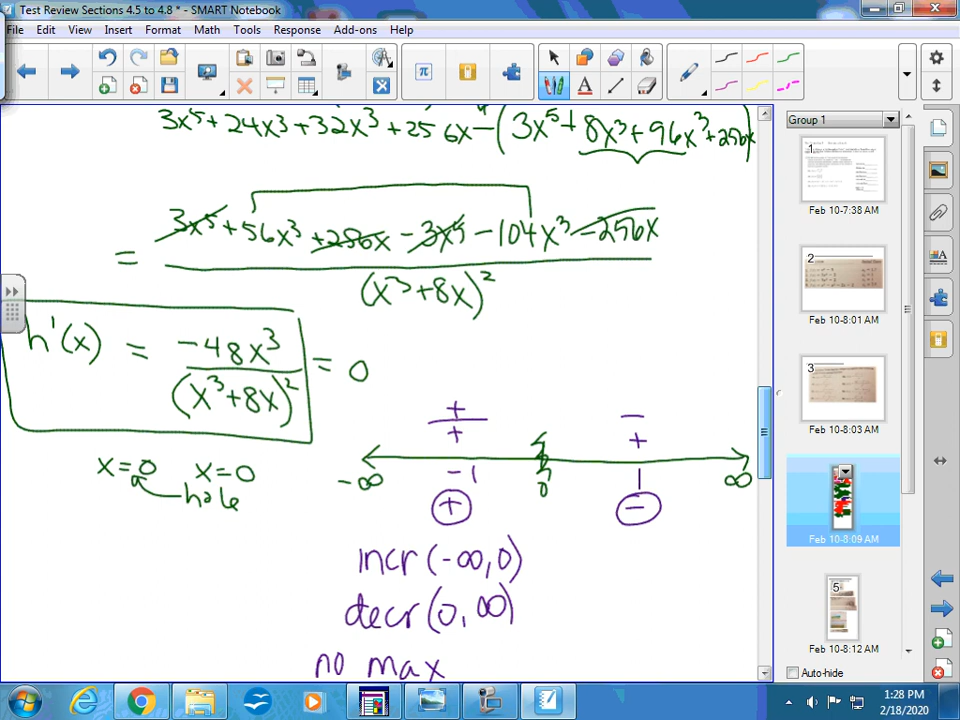 Test Review Sections 4.5 to 4.8 * - SMART Notebook
File Edit View Insert Format Math Tools Response Add-ons Help
3x⁵+24x³+32x³+256x-(3x⁵+8x³+96x³+256x
= 3x⁵+56x³+256x-3x⁵-104x³-256x
(x³+8x)²
h'(x) = -48x³ = 0
(x³+8x)²
+ −
+ +
-∞ -1 0 1 ∞
+ −
x=0 x=0
hole
incr(-∞,0)
decr(0,∞)
no max
Group 1
1
Feb 10-7:38 AM
2
Feb 10-8:01 AM
3
Feb 10-8:03 AM
Feb 10-8:09 AM
5
Feb 10-8:12 AM
Auto-hide
1:28 PM
2/18/2020